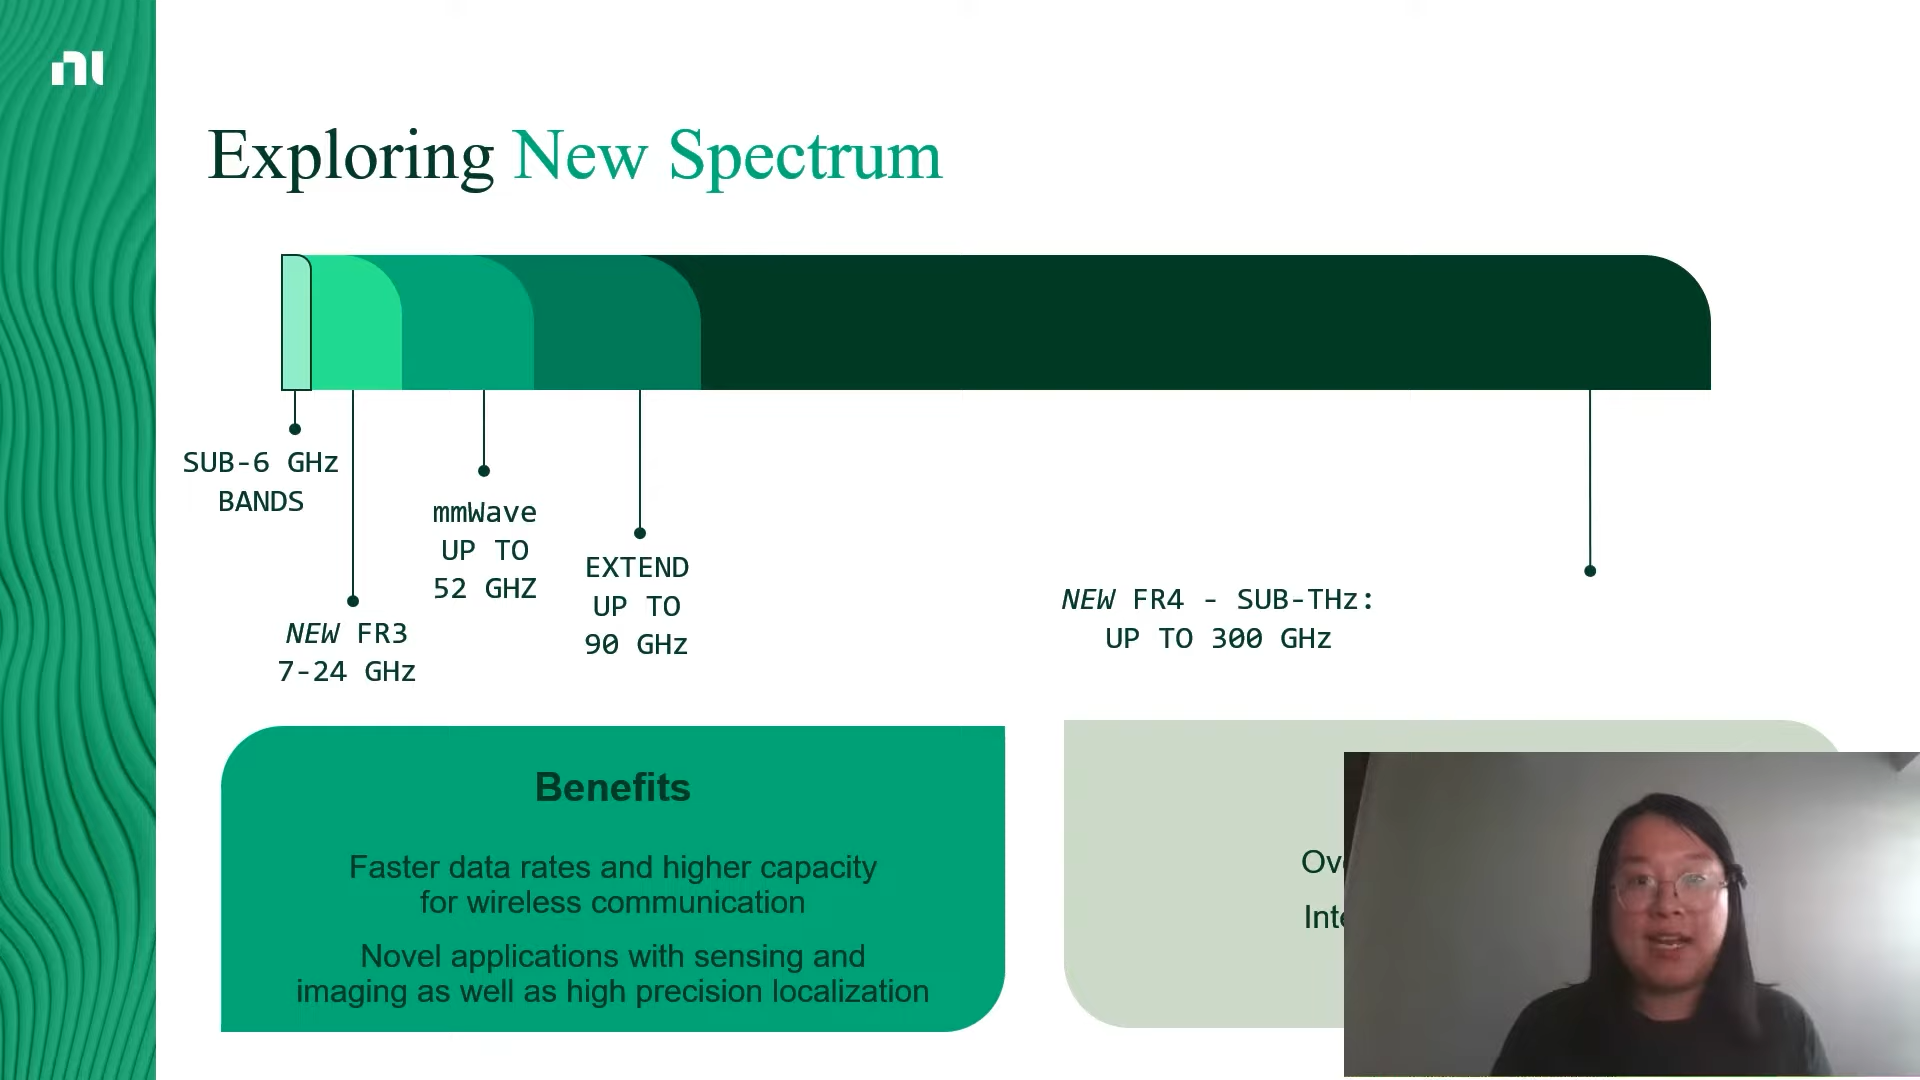 ni
Exploring New Spectrum
SUB-6 GHz
BANDS
NEW FR3
7-24 GHz
mmWave
UP TO
52 GHZ
EXTEND
UP TO
90 GHz
NEW FR4 - SUB-THz:
UP TO 300 GHz
Benefits
Faster data rates and higher capacity
for wireless communication
Novel applications with sensing and
imaging as well as high precision localization